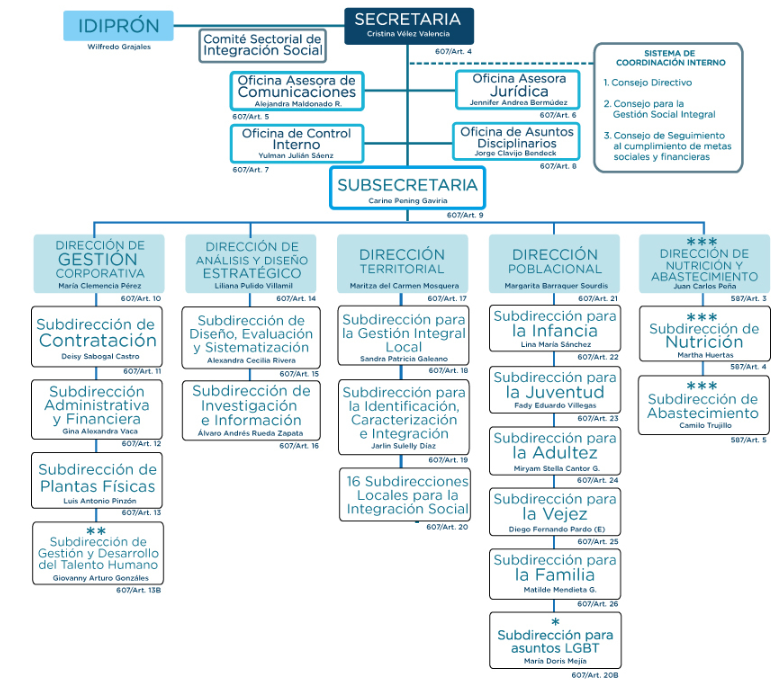 IDIPRÓN
Wilfredo Grajales
Comité Sectorial de
Integración Social
SECRETARIA
Cristina Vélez Valencia
607/Art. 4
SISTEMA DE
COORDINACIÓN INTERNO
1. Consejo Directivo
2. Consejo para la
Gestión Social Integral
3. Consejo de Seguimiento
al cumplimiento de metas
sociales y financieras
Oficina Asesora de
Comunicaciones
Alejandra Maldonado R.
607/Art. 5
Oficina Asesora
Jurídica
Jennifer Andrea Bermúdez
607/Art. 6
Oficina de Control
Interno
Yulman Julián Sáenz
607/Art. 7
Oficina de Asuntos
Disciplinarios
Jorge Clavijo Bendeck
607/Art. 8
SUBSECRETARIA
Carine Pening Gaviria
607/Art. 9
DIRECCIÓN DE
GESTIÓN
CORPORATIVA
María Clemencia Pérez
607/Art. 10
Subdirección de
Contratación
Deisy Sabogal Castro
607/Art. 11
Subdirección
Administrativa
y Financiera
Gina Alexandra Vaca
607/Art. 12
Subdirección de
Plantas Físicas
Luis Antonio Pinzón
607/Art. 13
**
Subdirección de
Gestión y Desarrollo
del Talento Humano
Giovanny Arturo Gonzáles
607/Art. 13B
DIRECCIÓN DE
ANÁLISIS Y DISEÑO
ESTRATÉGICO
Liliana Pulido Villamil
607/Art. 14
Subdirección de
Diseño, Evaluación
y Sistematización
Alexandra Cecilia Rivera
607/Art. 15
Subdirección de
Investigación
e Información
Álvaro Andrés Rueda Zapata
607/Art. 16
DIRECCIÓN
TERRITORIAL
Maritza del Carmen Mosquera
607/Art. 17
Subdirección para
la Gestión Integral
Local
Sandra Patricia Galeano
607/Art. 18
Subdirección para
la Identificación,
Caracterización
e Integración
Jarlin Sulelly Díaz
607/Art. 19
16 Subdirecciones
Locales para la
Integración Social
607/Art. 20
DIRECCIÓN
POBLACIONAL
Margarita Barraquer Sourdis
607/Art. 21
Subdirección para
la Infancia
Lina María Sánchez
607/Art. 22
Subdirección para
la Juventud
Fady Eduardo Villegas
607/Art. 23
Subdirección para
la Adultez
Miryam Stella Cantor G.
607/Art. 24
Subdirección para
la Vejez
Diego Fernando Pardo (E)
607/Art. 25
Subdirección para
la Familia
Matilde Mendieta G.
607/Art. 26
*
Subdirección para
asuntos LGBT
María Doris Mejía
607/Art. 20B
***
DIRECCIÓN DE
NUTRICIÓN Y
ABASTECIMIENTO
Juan Carlos Peña
587/Art. 3
***
Subdirección de
Nutrición
Martha Huertas
587/Art. 4
***
Subdirección de
Abastecimiento
Camilo Trujillo
587/Art. 5